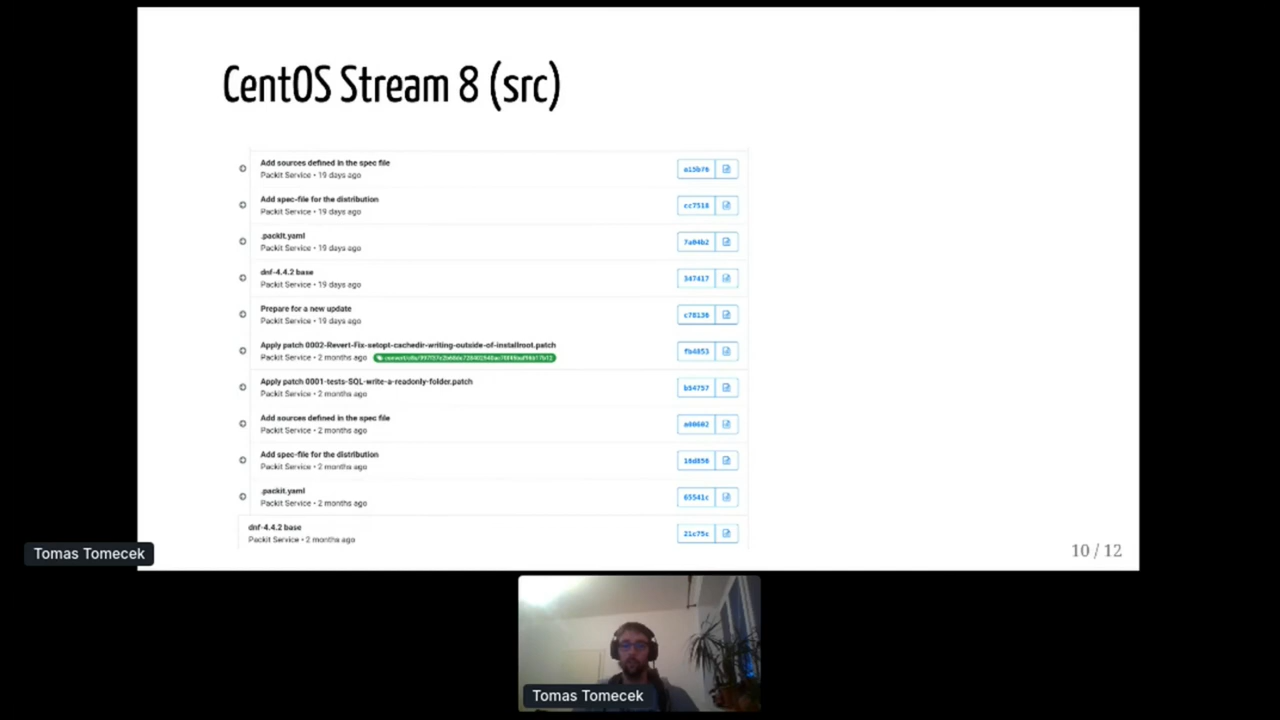 CentOS Stream 8 (src)
Add sources defined in the spec file
a15b76
Packit Service • 19 days ago
Add spec-file for the distribution
cc7518
Packit Service • 19 days ago
.packit.yaml
7a04b2
Packit Service • 19 days ago
dnf-4.4.2 base
347417
Packit Service • 19 days ago
Prepare for a new update
c78136
Packit Service • 19 days ago
Apply patch 0002-Revert-Fix-setopt-cachedir-writing-outside-of-installroot.patch
fb4853
Packit Service • 2 months ago
Apply patch 0001-tests-SQL-write-a-readonly-folder.patch
b54757
Packit Service • 2 months ago
Add sources defined in the spec file
a00602
Packit Service • 2 months ago
Add spec-file for the distribution
16d856
Packit Service • 2 months ago
.packit.yaml
65541c
Packit Service • 2 months ago
dnf-4.4.2 base
21c75c
Packit Service • 2 months ago
10 / 12
Tomas Tomecek
Tomas Tomecek